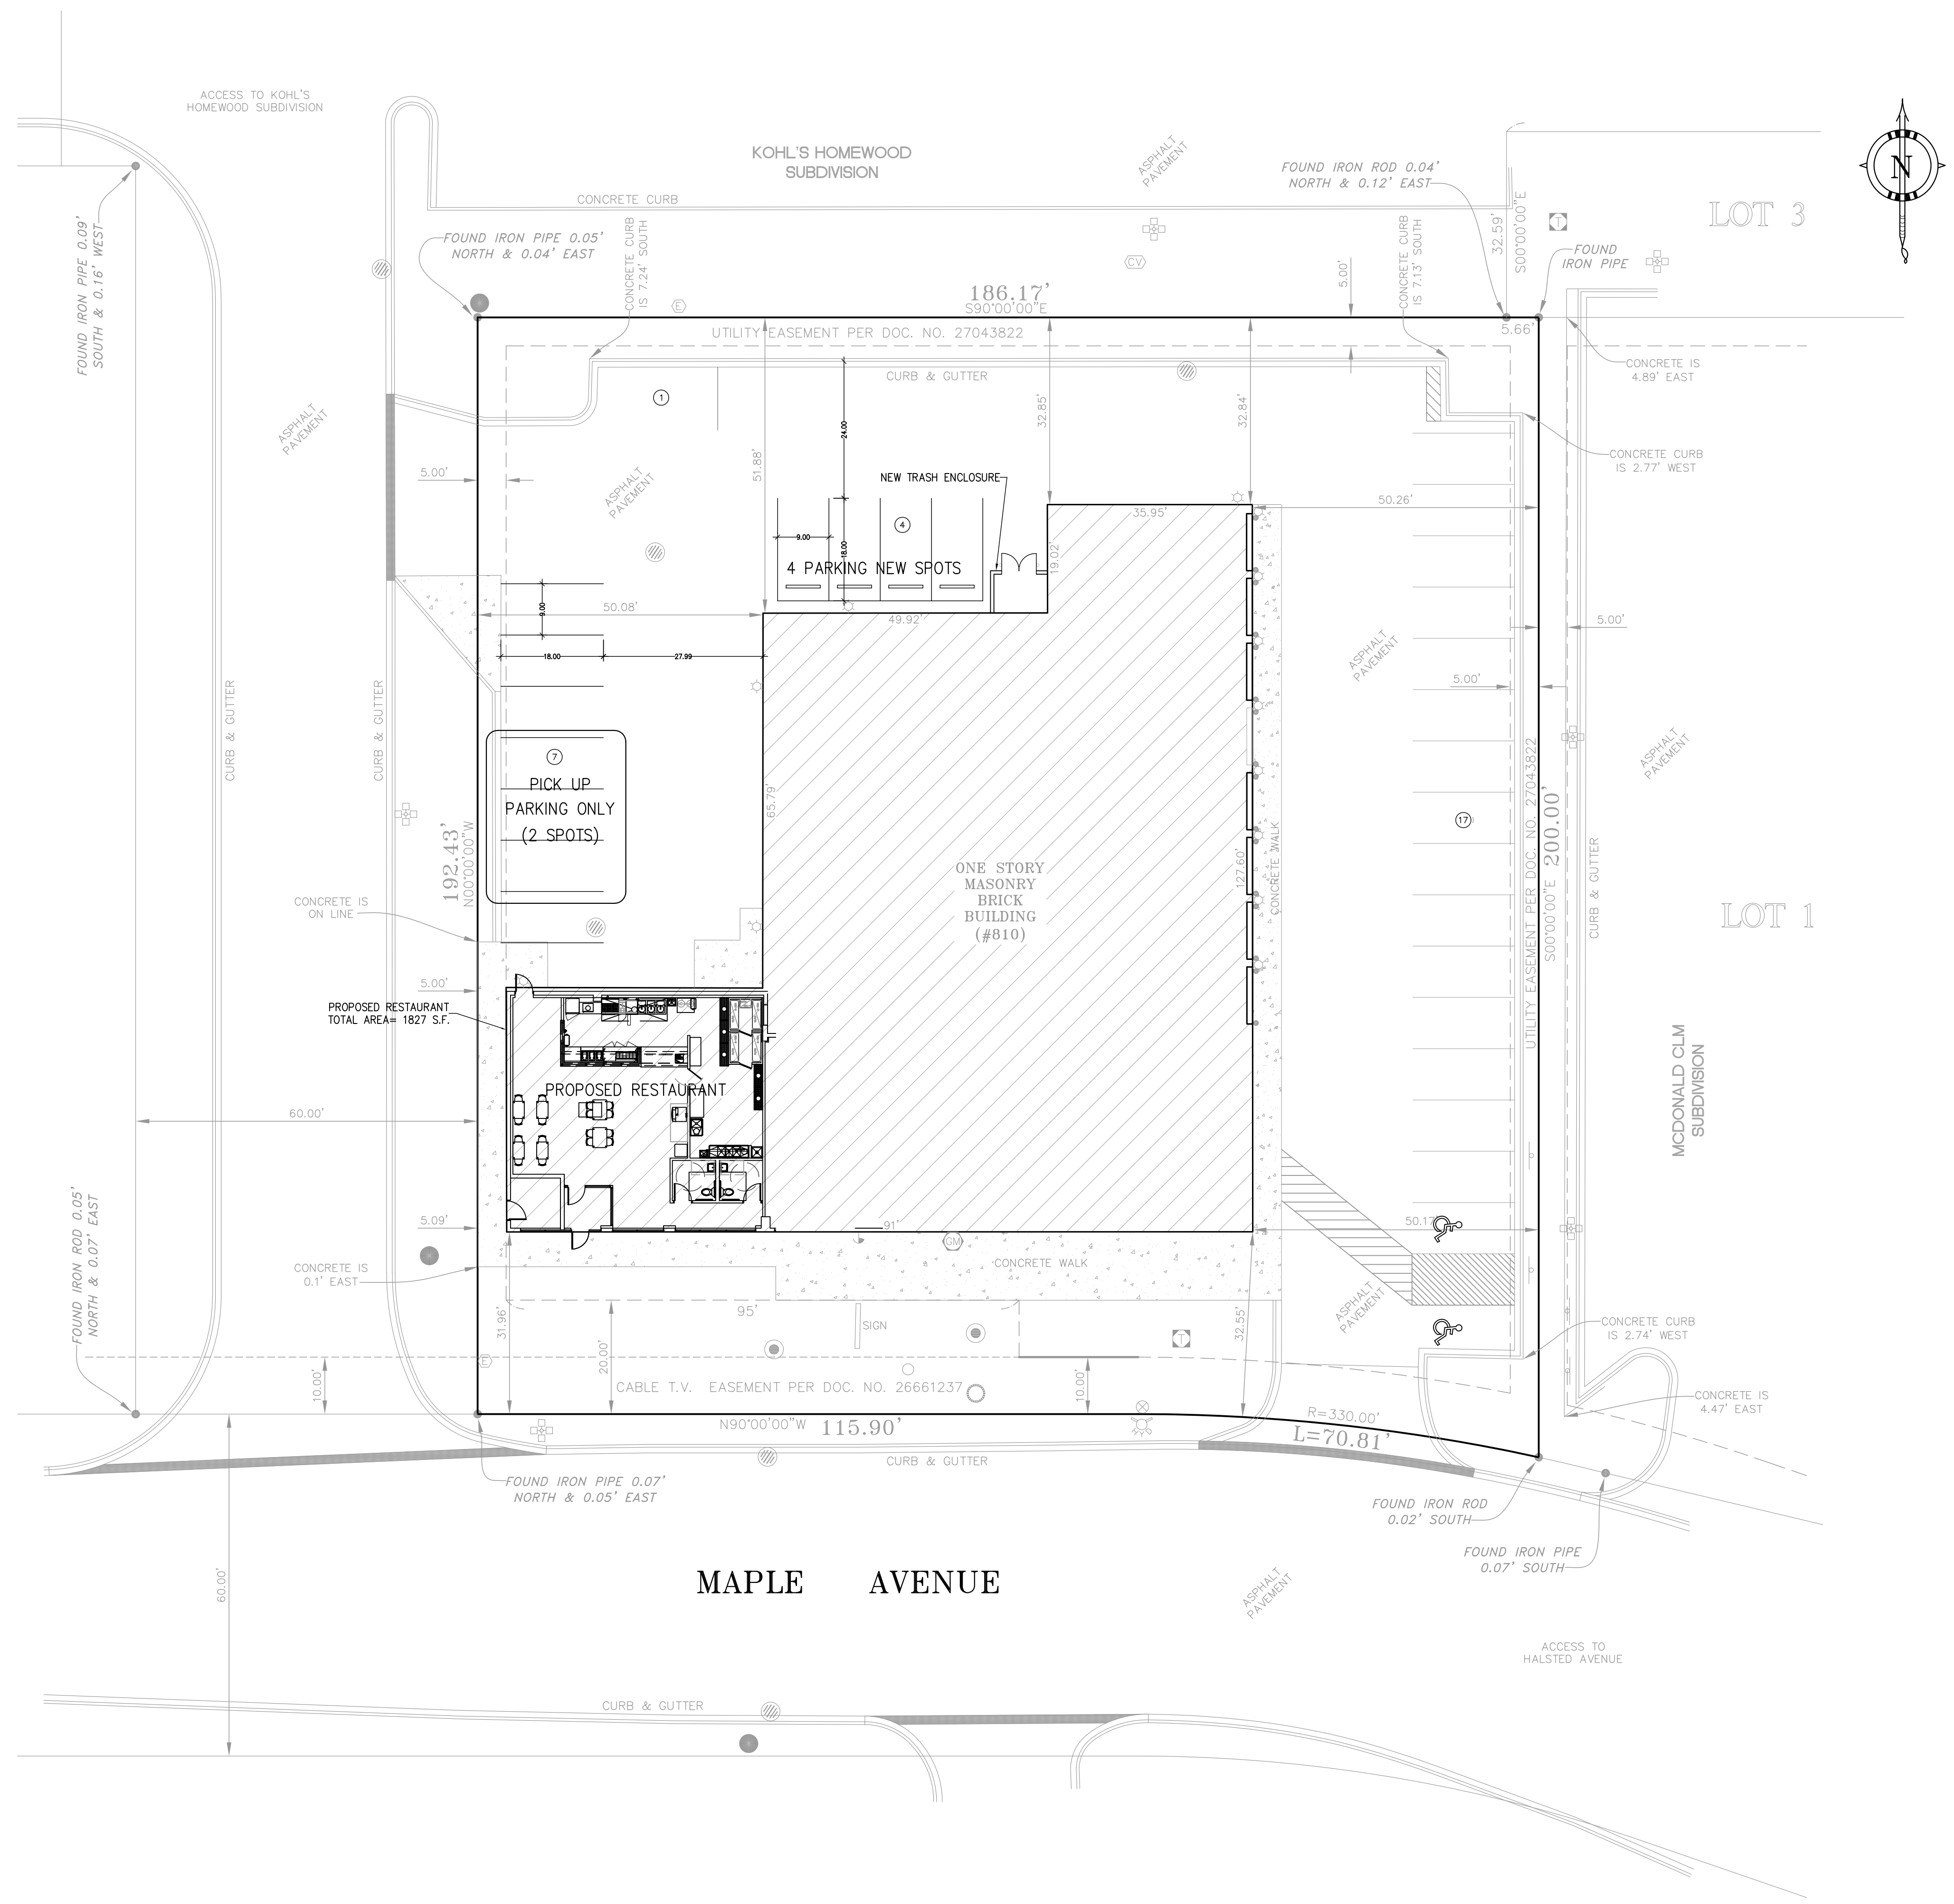 ACCESS TO KOHL'S
HOMEWOOD SUBDIVISION
KOHL'S HOMEWOOD
SUBDIVISION
ASPHALT
PAVEMENT
N
LOT 3
FOUND IRON ROD 0.04'
NORTH & 0.12' EAST
32.59'
S00°00'00"E
T
FOUND
IRON PIPE
CONCRETE CURB
FOUND IRON PIPE 0.09'
SOUTH & 0.16' WEST
FOUND IRON PIPE 0.05'
NORTH & 0.04' EAST
CONCRETE CURB
IS 7.24' SOUTH
CV
E
186.17'
S90°00'00"E
5.00'
CONCRETE CURB
IS 7.13' SOUTH
5.66'
UTILITY EASEMENT PER DOC. NO. 27043822
CURB & GUTTER
CONCRETE IS
4.89' EAST
1
24.00
32.85'
32.84'
ASPHALT
PAVEMENT
51.88'
CONCRETE CURB
IS 2.77' WEST
5.00'
ASPHALT
PAVEMENT
NEW TRASH ENCLOSURE
50.26'
35.95'
4
9.00
18.00
4 PARKING NEW SPOTS
19.02'
9.00
50.08'
49.92'
5.00'
18.00
27.99
ASPHALT
PAVEMENT
5.00'
CURB & GUTTER
CURB & GUTTER
7
PICK UP
PARKING ONLY
(2 SPOTS)
65.79'
192.43'
N00°00'00"W
ONE STORY
MASONRY
BRICK
BUILDING
(#810)
127.60'
CONCRETE WALK
17
UTILITY EASEMENT PER DOC. NO. 27043822
S00°00'00"E 200.00'
CURB & GUTTER
ASPHALT
PAVEMENT
LOT 1
CONCRETE IS
ON LINE
5.00'
PROPOSED RESTAURANT
TOTAL AREA= 1827 S.F.
PROPOSED RESTAURANT
MCDONALD CLM
SUBDIVISION
60.00'
FOUND IRON ROD 0.05'
NORTH & 0.07' EAST
5.09'
91'
GM
50.17'
CONCRETE IS
0.1' EAST
CONCRETE WALK
ASPHALT
PAVEMENT
31.96'
95'
SIGN
T
32.55'
CONCRETE CURB
IS 2.74' WEST
20.00'
E
10.00'
CABLE T.V. EASEMENT PER DOC. NO. 26661237
10.00'
CONCRETE IS
4.47' EAST
N90°00'00"W 115.90'
R=330.00'
L=70.81'
CURB & GUTTER
FOUND IRON PIPE 0.07'
NORTH & 0.05' EAST
FOUND IRON ROD
0.02' SOUTH
FOUND IRON PIPE
0.07' SOUTH
60.00'
MAPLE AVENUE
ASPHALT
PAVEMENT
ACCESS TO
HALSTED AVENUE
CURB & GUTTER